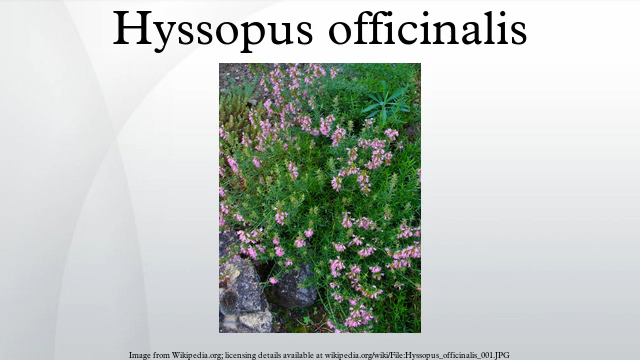 Hyssopus officinalis
Image from Wikipedia.org; licensing details available at wikipedia.org/wiki/File:Hyssopus_officinalis_001.JPG